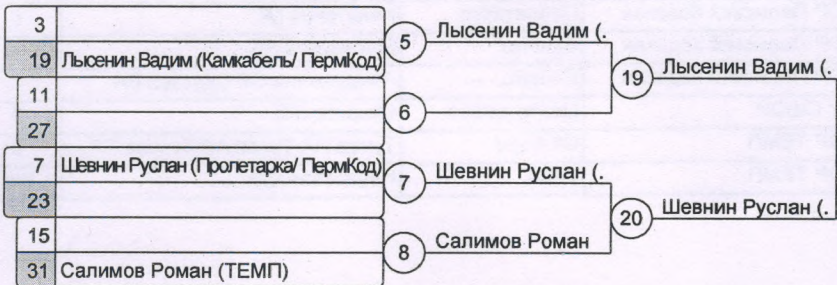 3
5 Лысенин Вадим (.
19 Лысенин Вадим (Камкабель/ ПермКод)
19 Лысенин Вадим (.
11
6
27
7 Шевнин Руслан (Пролетарка/ ПермКод)
7 Шевнин Руслан (.
23
20 Шевнин Руслан (.
15
8 Салимов Роман
31 Салимов Роман (ТЕМП)